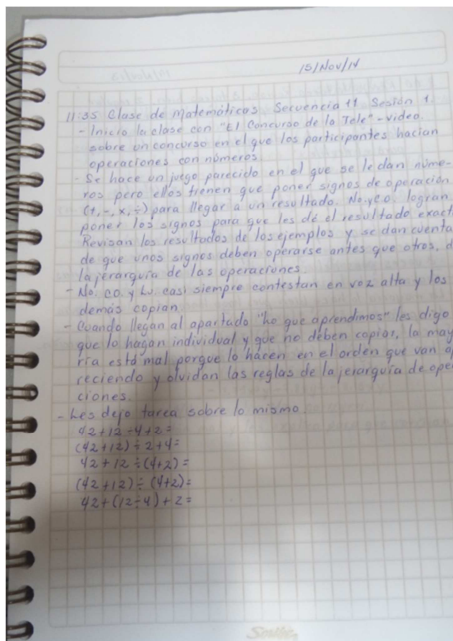 15/Nov/14
11:55 Clase de matemáticas Secuencia 11 Sesión 1
- Inicio la clase con "El Concurso de la Tele" - video
sobre un concurso en el que los participantes hacían
operaciones con números.
- Se hace un juego parecido en el que se le dan núme-
ros pero ellos tienen que poner signos de operación
(+, -, x, ÷) para llegar a un resultado. No. y CO. logran
poner los signos para que les dé el resultado exact
Revisan los resultados de los ejemplos y se dan cuenta
de que unos signos deben operarse antes que otros, d
la jerarquía de las operaciones.
- No. CO. y Lu. casi siempre contestan en voz alta y los
demás copian.
- Cuando llegan al apartado "lo que aprendimos" les digo
que lo hagan individual y que no deben copiar, la may
ría está mal porque lo hacen en el orden que van ap
reciendo y olvidan las reglas de la jerarquía de ope
ciones.
- Les dejo tarea sobre lo mismo.
42+12÷4+2=
(42+12)÷2+4=
42+12÷(4+2)=
(42+12)÷(4+2)=
42+(12÷4)+2=